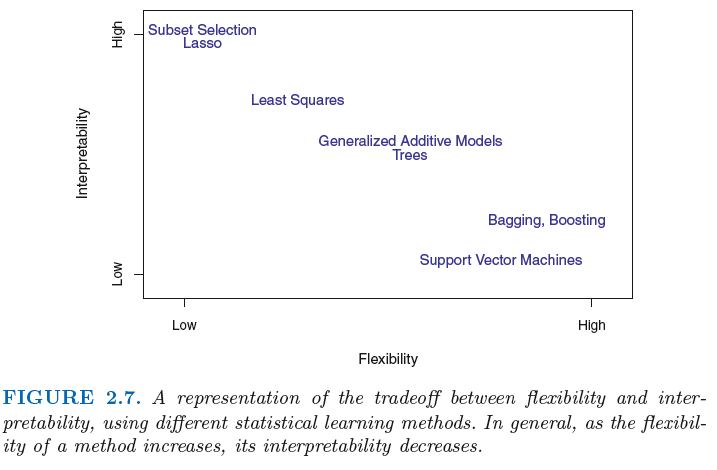 High
Subset Selection
Lasso
Least Squares
Generalized Additive Models
Trees
Interpretability
Bagging, Boosting
Support Vector Machines
Low
Low
High
Flexibility
FIGURE 2.7. A representation of the tradeoff between flexibility and inter-
pretability, using different statistical learning methods. In general, as the flexibil-
ity of a method increases, its interpretability decreases.